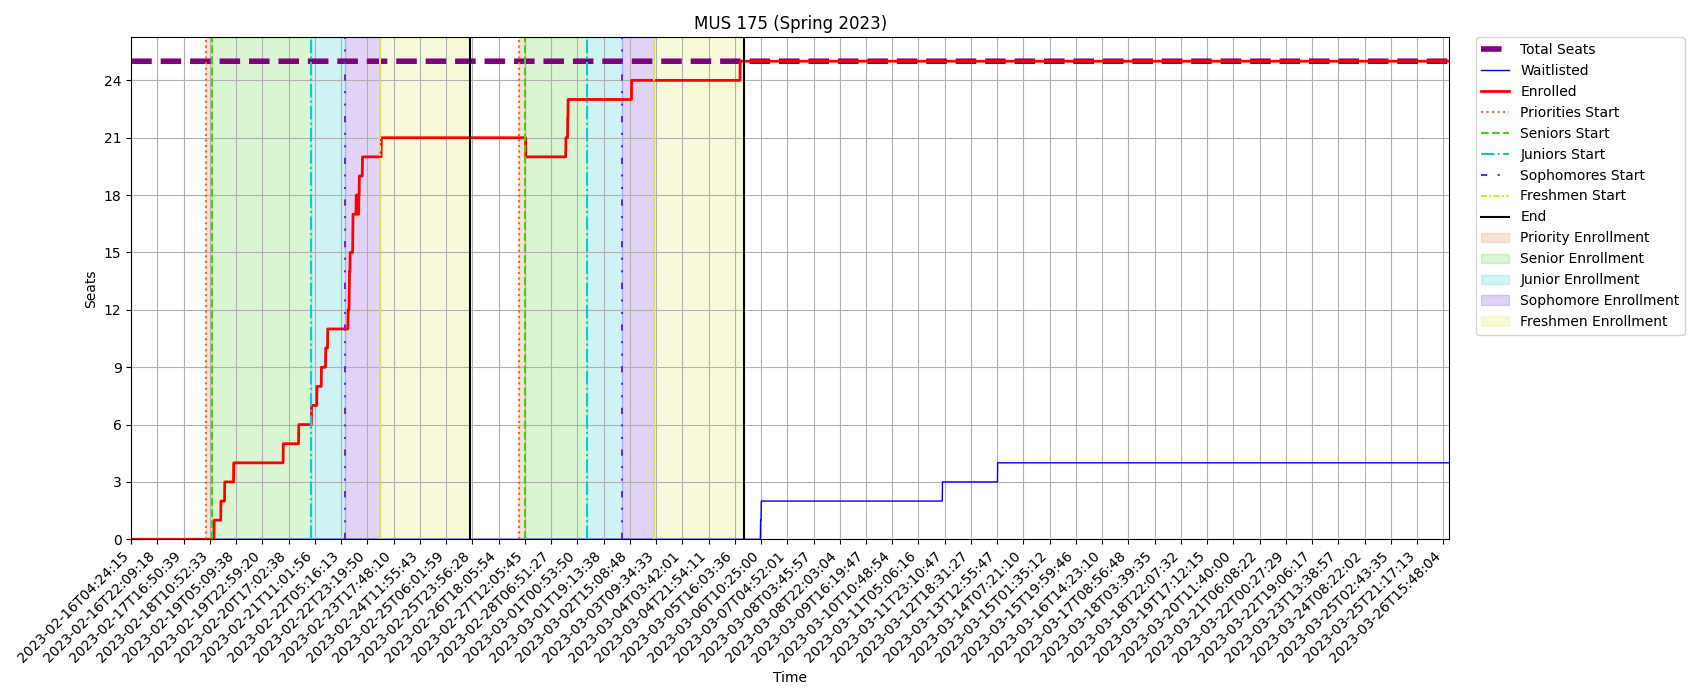 MUS 175 (Spring 2023)
Seats
24
21
18
15
12
9
6
3
0
2023-02-16T04:24:15
2023-02-16T22:09:18
2023-02-17T16:50:39
2023-02-18T10:52:33
2023-02-19T05:09:38
2023-02-19T22:59:20
2023-02-20T17:02:38
2023-02-21T11:01:56
2023-02-22T05:16:13
2023-02-22T23:19:50
2023-02-23T17:48:10
2023-02-24T11:55:43
2023-02-25T06:01:59
2023-02-25T23:56:28
2023-02-26T18:05:54
2023-02-27T12:05:45
2023-02-28T06:51:27
2023-03-01T00:53:50
2023-03-01T19:13:38
2023-03-02T15:08:48
2023-03-03T09:34:33
2023-03-04T03:42:01
2023-03-04T21:54:11
2023-03-05T16:03:36
2023-03-06T10:25:00
2023-03-07T04:52:01
2023-03-08T03:45:57
2023-03-08T22:03:04
2023-03-09T16:19:47
2023-03-10T10:48:54
2023-03-11T05:06:16
2023-03-11T23:10:47
2023-03-12T18:31:27
2023-03-13T12:55:47
2023-03-14T07:21:10
2023-03-15T01:35:12
2023-03-15T19:59:46
2023-03-16T14:23:10
2023-03-17T08:56:48
2023-03-18T03:39:35
2023-03-18T22:07:32
2023-03-19T17:12:15
2023-03-20T11:40:00
2023-03-21T06:08:22
2023-03-22T00:27:29
2023-03-22T19:06:17
2023-03-23T13:38:57
2023-03-24T08:22:02
2023-03-25T02:43:35
2023-03-25T21:17:13
2023-03-26T15:48:04
Time
Total Seats
Waitlisted
Enrolled
Priorities Start
Seniors Start
Juniors Start
Sophomores Start
Freshmen Start
End
Priority Enrollment
Senior Enrollment
Junior Enrollment
Sophomore Enrollment
Freshmen Enrollment